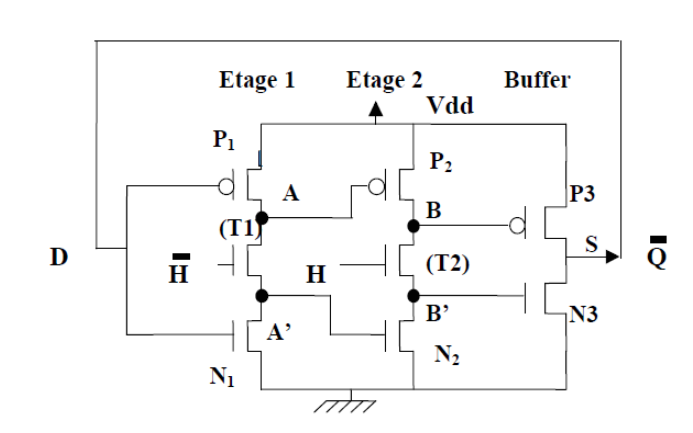 Etage 1 Etage 2 Buffer
Vdd
P1
P2
A
P3
B
(T1)
S
D
H̅
H
(T2)
Q̅
B’
A’
N3
N2
N1